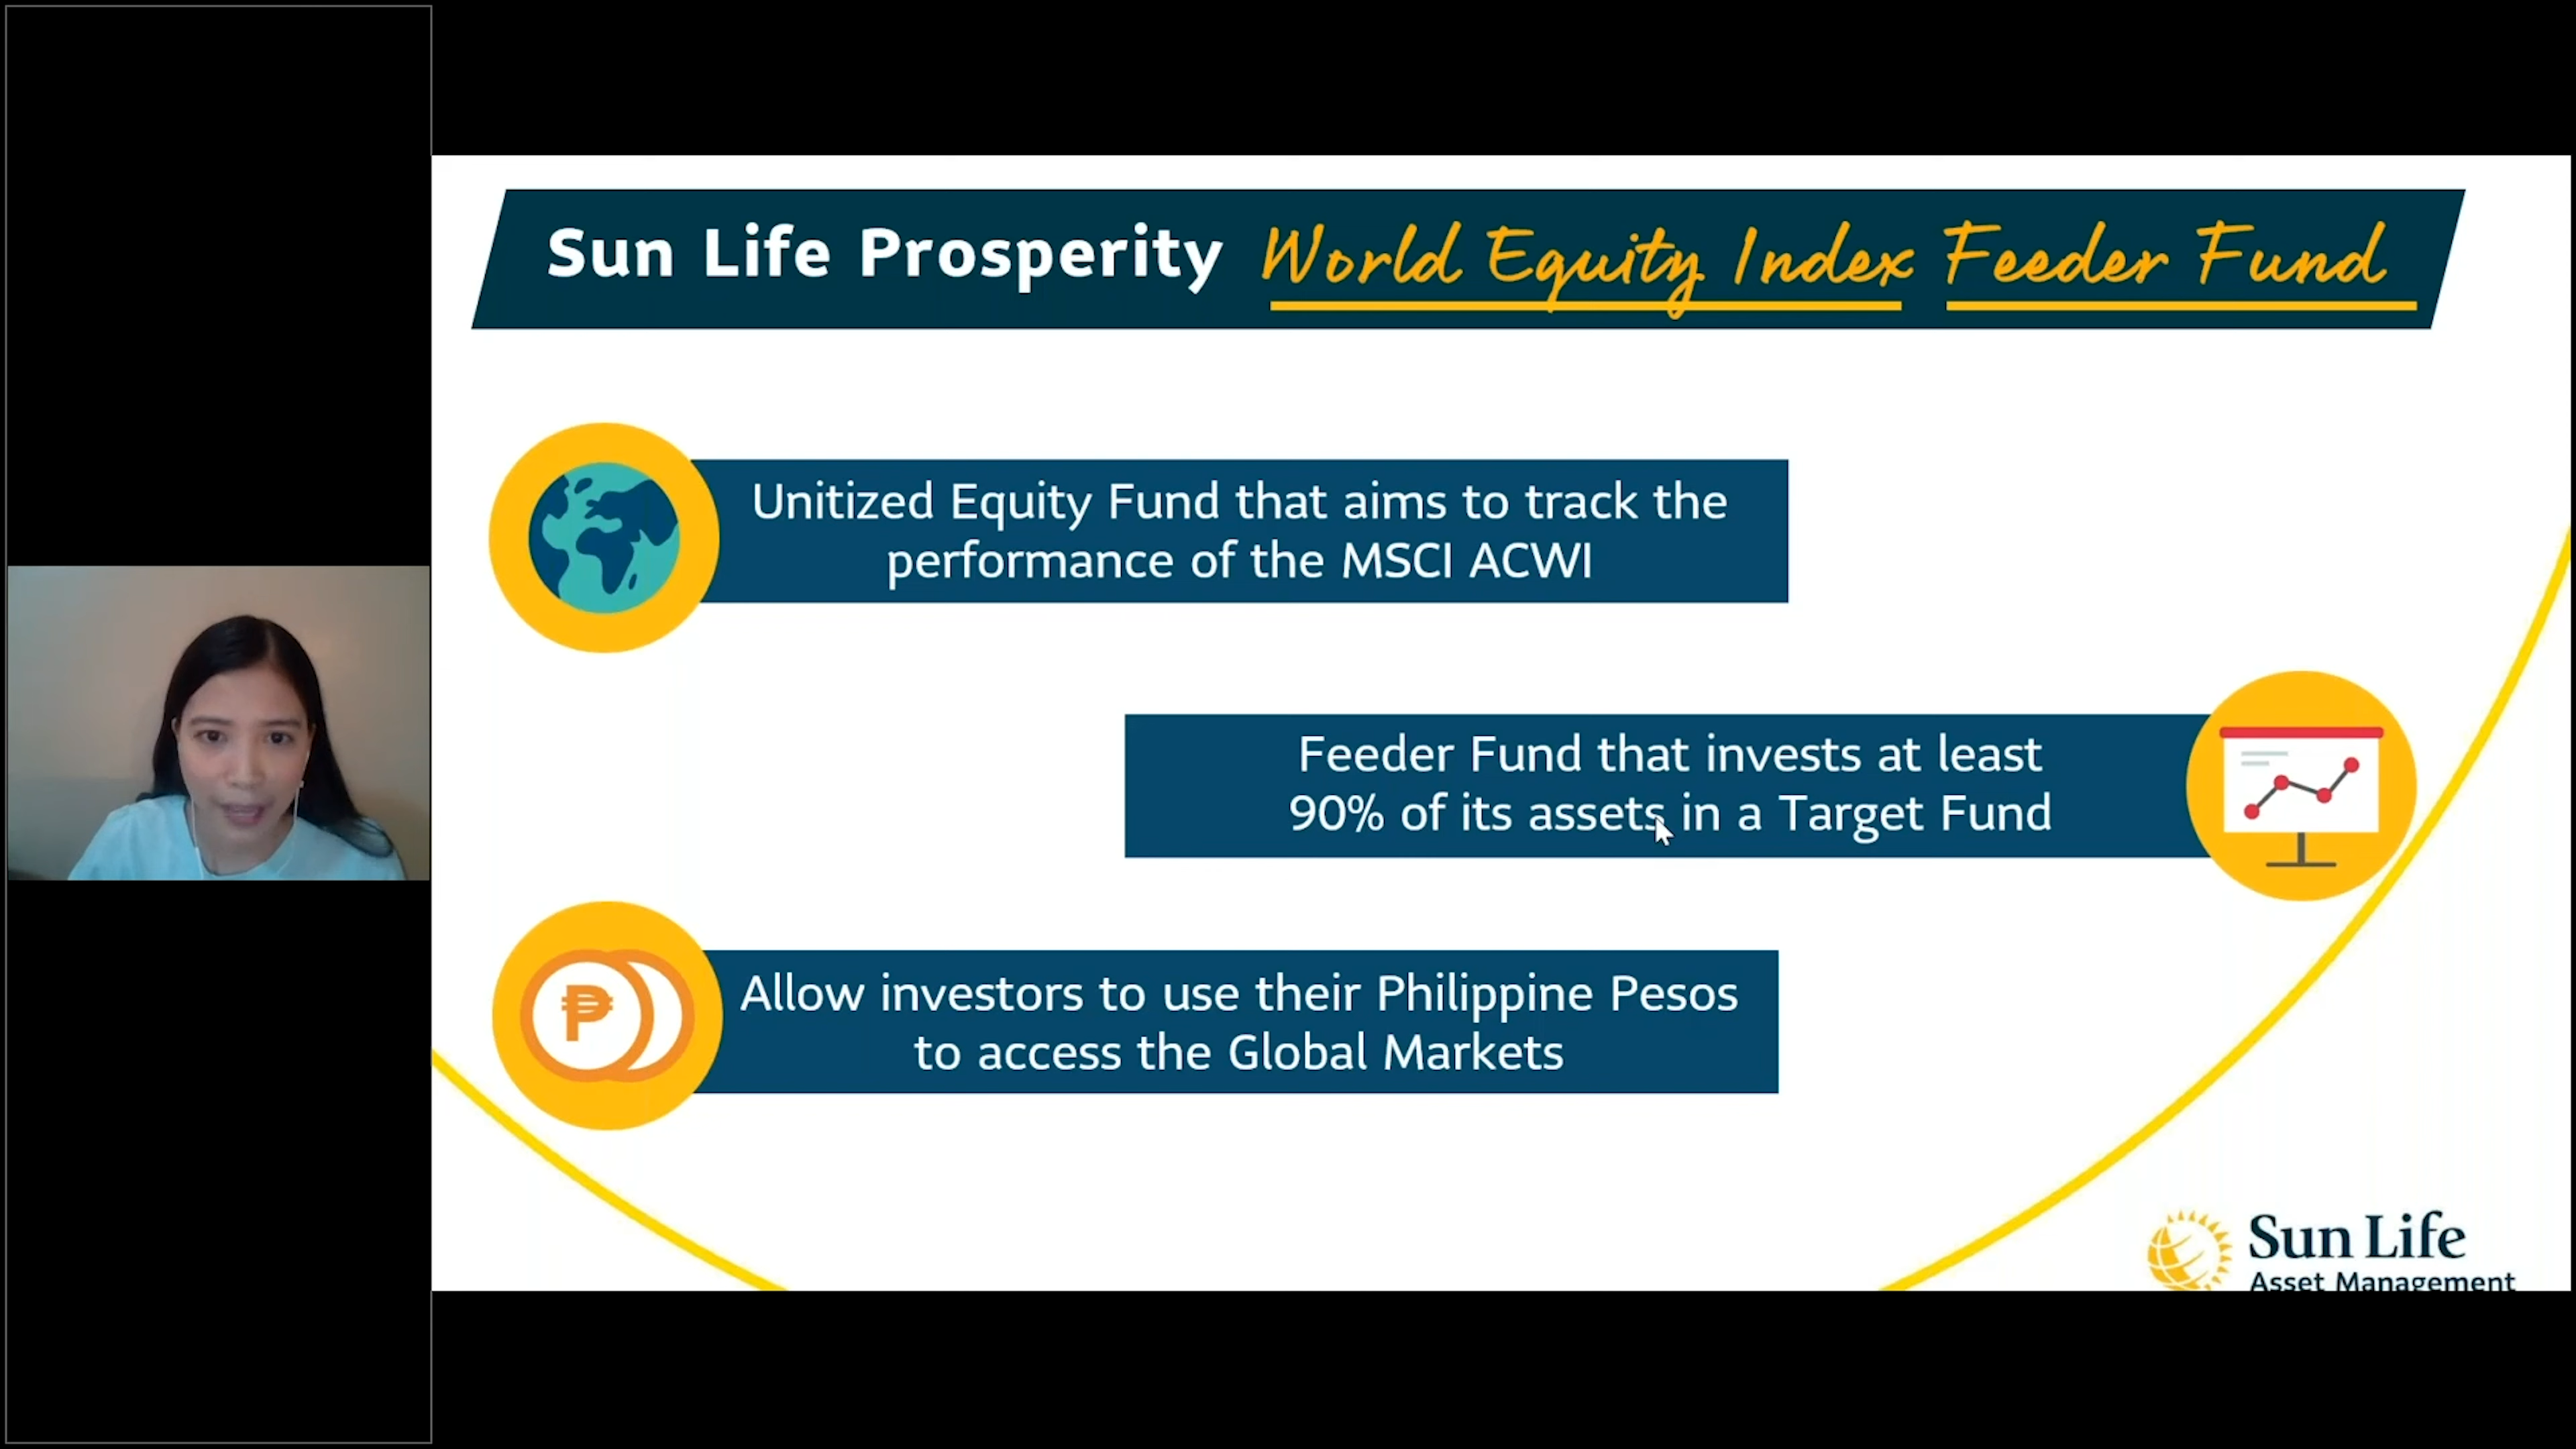 Sun Life Prosperity World Equity Index Feeder Fund
Unitized Equity Fund that aims to track the
performance of the MSCI ACWI
Feeder Fund that invests at least
90% of its assets in a Target Fund
₱
Allow investors to use their Philippine Pesos
to access the Global Markets
Sun Life
Asset Management